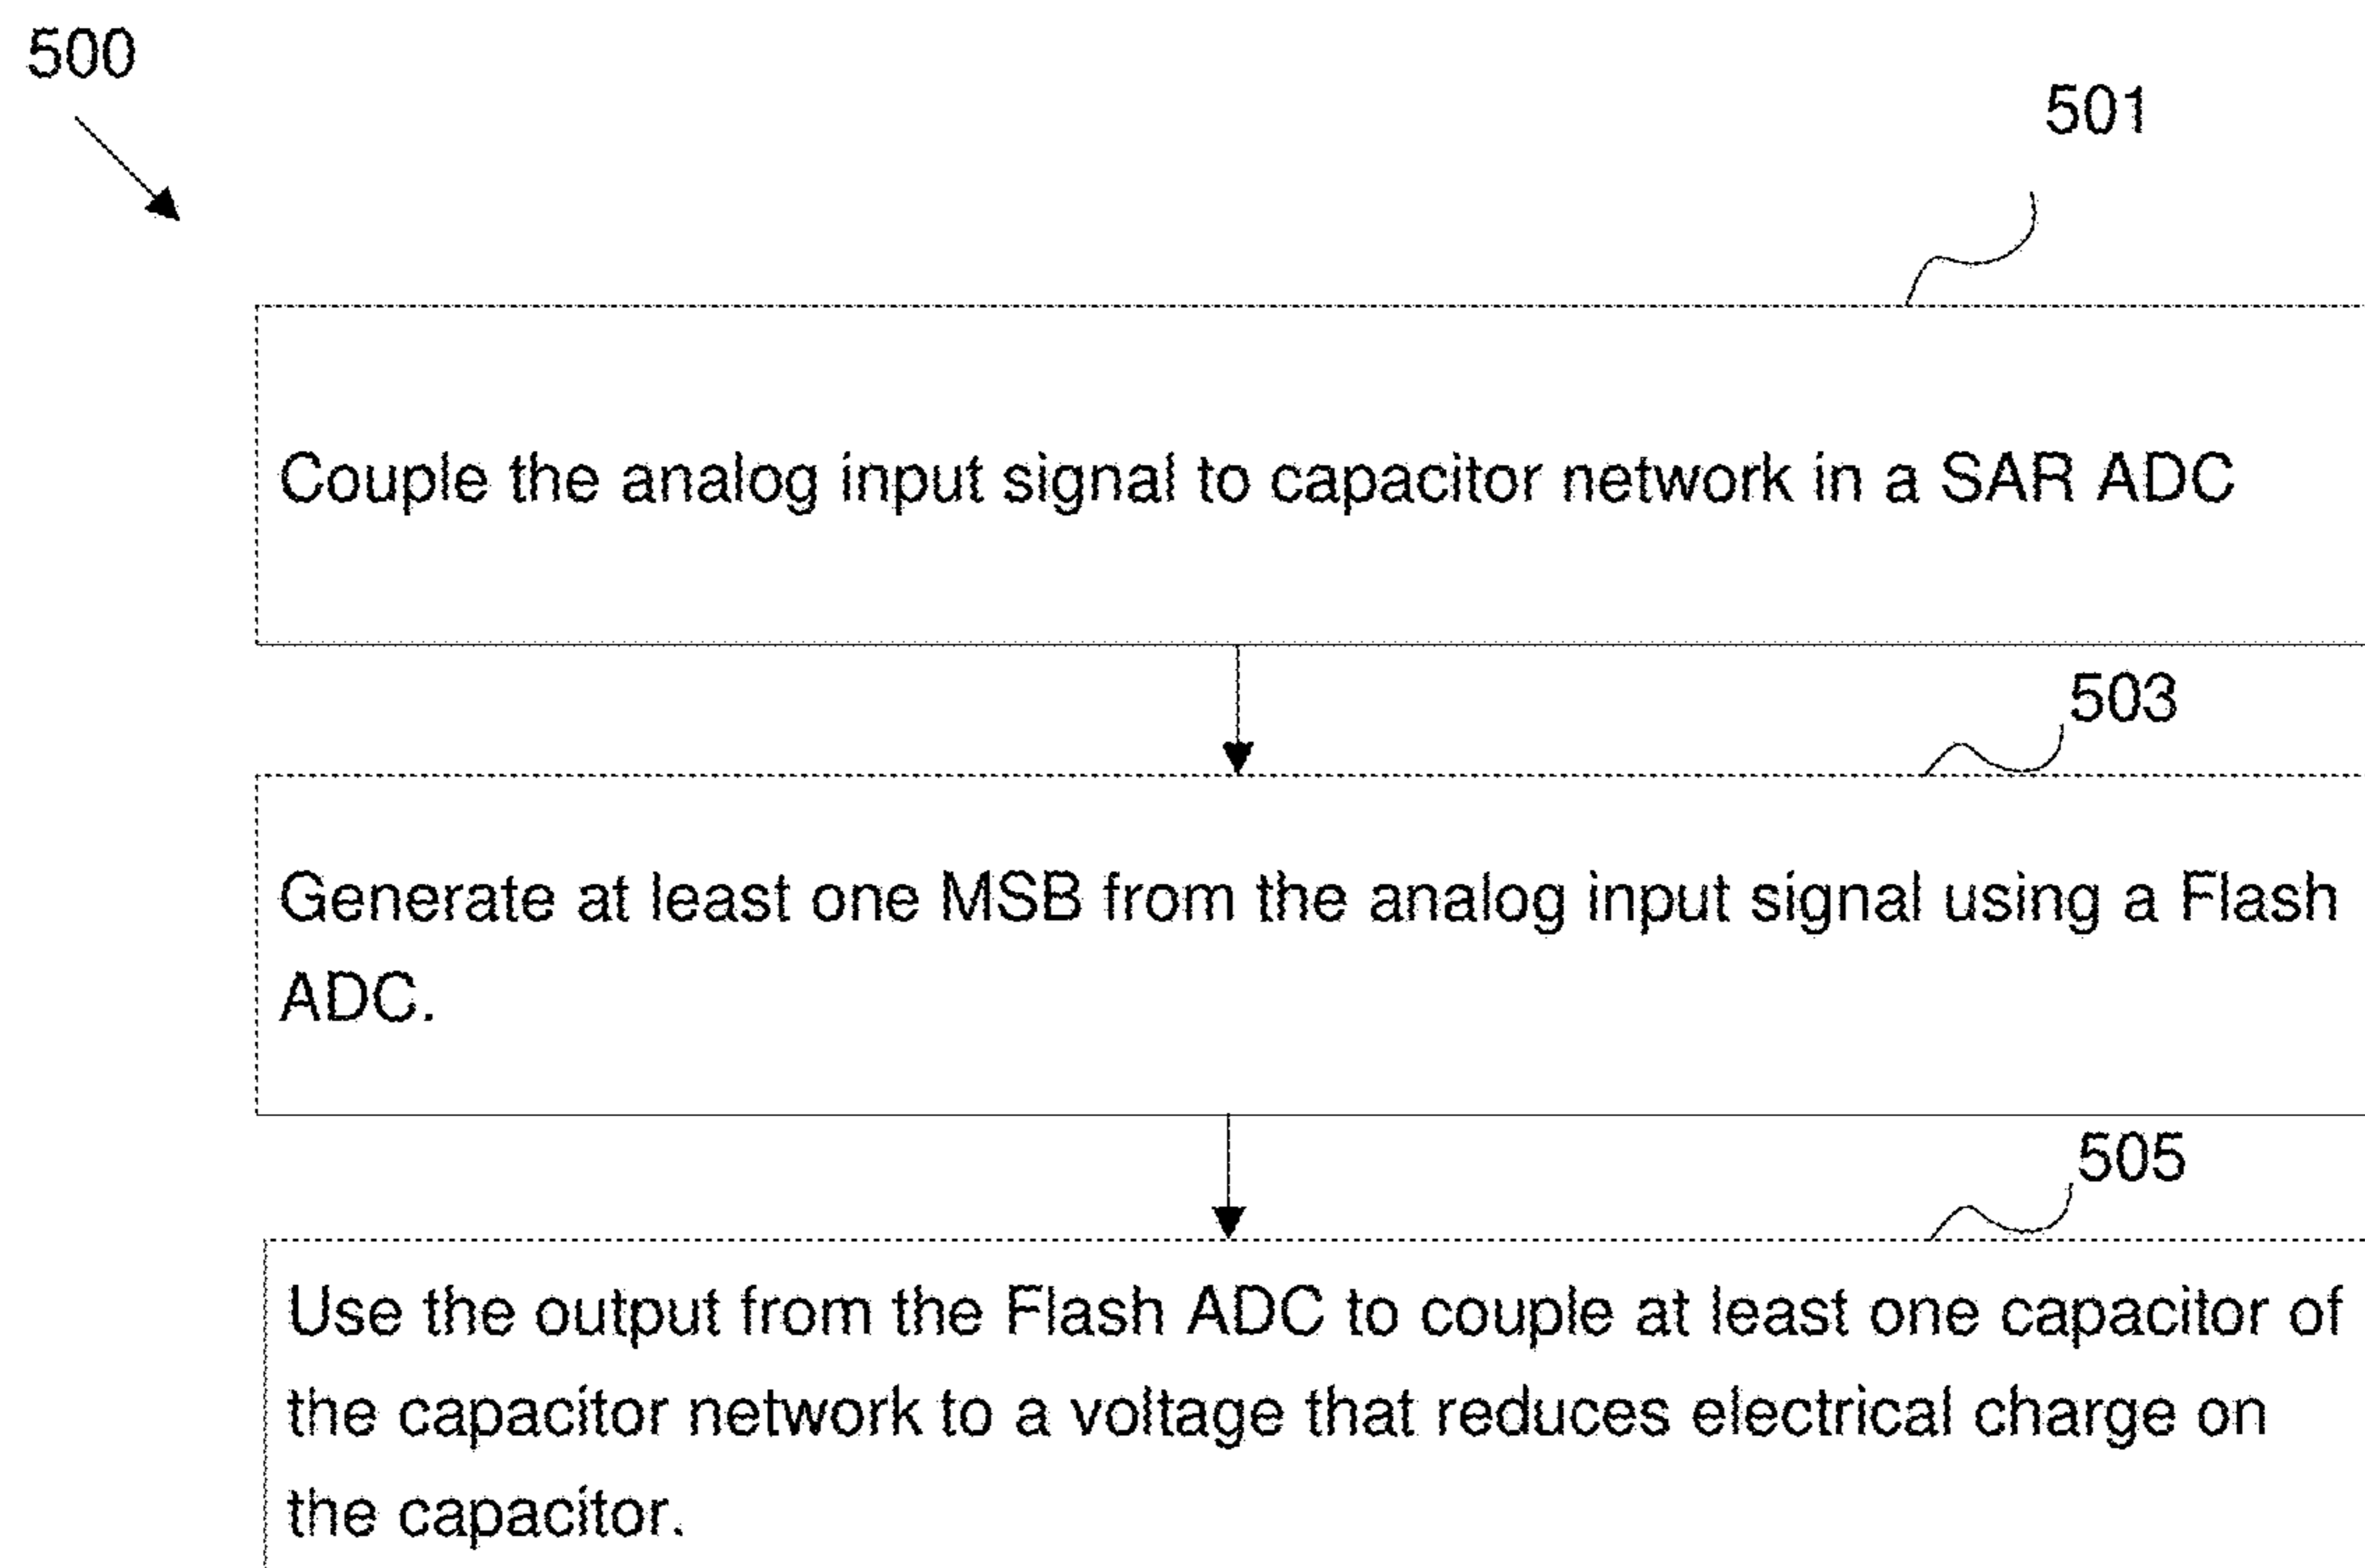 500
501
Couple the analog input signal to capacitor network in a SAR ADC
503
Generate at least one MSB from the analog input signal using a Flash
ADC.
505
Use the output from the Flash ADC to couple at least one capacitor of
the capacitor network to a voltage that reduces electrical charge on
the capacitor.